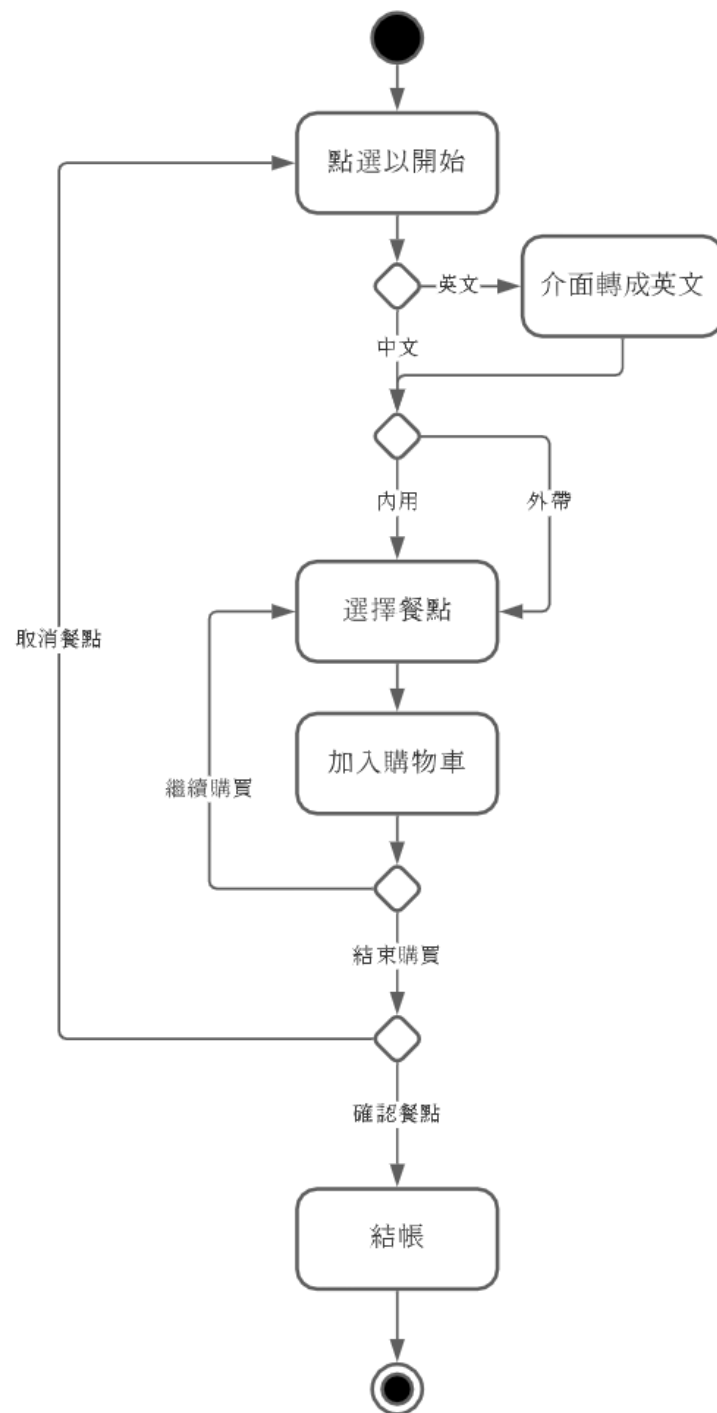 點選以開始
英文
介面轉成英文
中文
內用
外帶
選擇餐點
取消餐點
加入購物車
繼續購買
結束購買
確認餐點
結帳